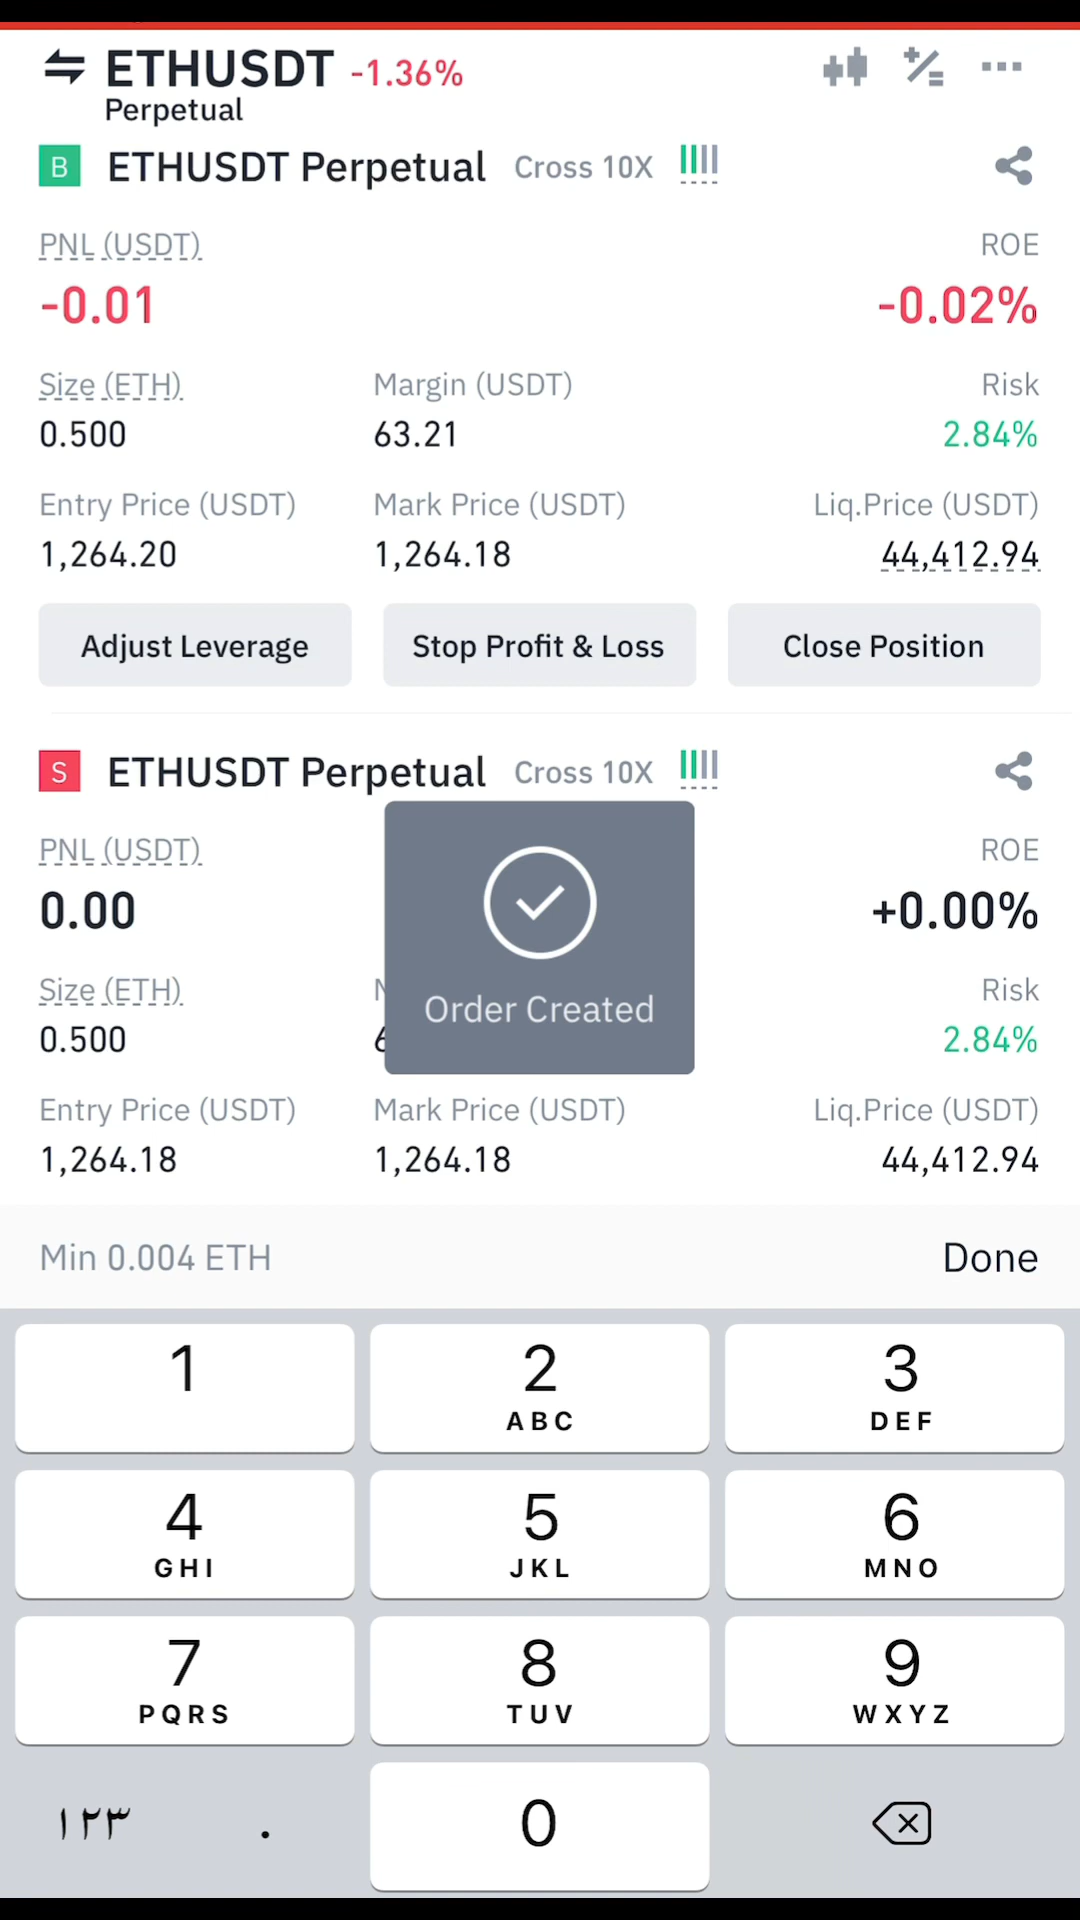 ETHUSDT -1.36%
Perpetual
B ETHUSDT Perpetual Cross 10X
PNL (USDT) ROE
-0.01 -0.02%
Size (ETH) Margin (USDT) Risk
0.500 63.21 2.84%
Entry Price (USDT) Mark Price (USDT) Liq.Price (USDT)
1,264.20 1,264.18 44,412.94
Adjust Leverage Stop Profit & Loss Close Position
S ETHUSDT Perpetual Cross 10X
PNL (USDT) ROE
0.00 +0.00%
Order Created
Size (ETH) Risk
0.500 2.84%
Entry Price (USDT) Mark Price (USDT) Liq.Price (USDT)
1,264.18 1,264.18 44,412.94
Min 0.004 ETH Done
1 2 3
ABC DEF
4 5 6
GHI JKL MNO
7 8 9
PQRS TUV WXYZ
١٢٣ . 0